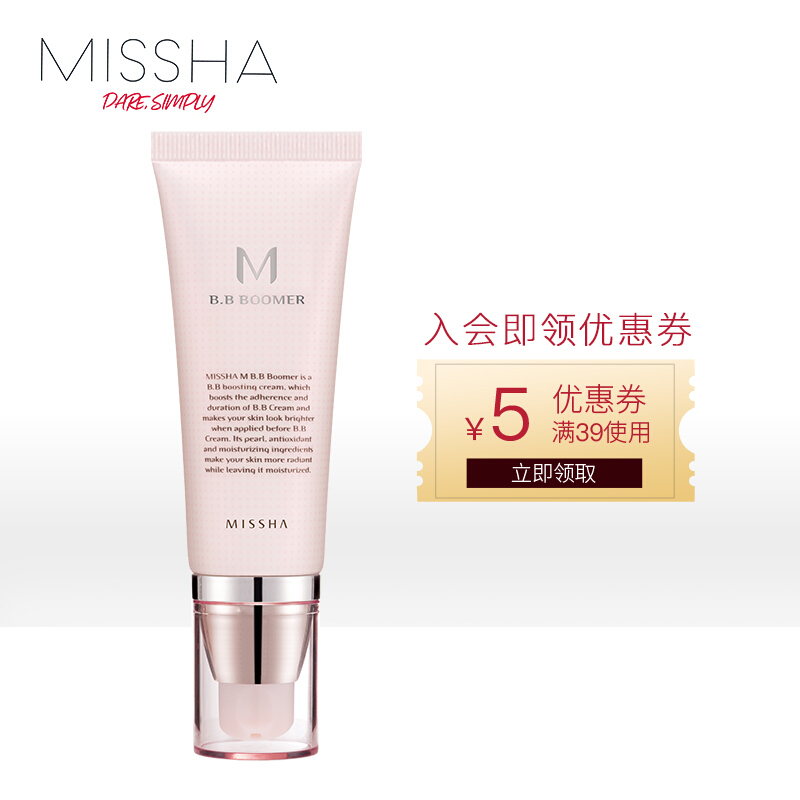 MISSHA
DARE. SIMPLY
M
B.B BOOMER
MISSHA M B.B Boomer is a
B.B boosting cream, which
boosts the adherence and
duration of B.B Cream and
makes your skin look brighter
when applied before B.B
Cream. Its pearl, antioxidant
and moisturizing ingredients
make your skin more radiant
while leaving it moisturized.
MISSHA
入会即领优惠券
¥5 优惠券
满39使用
立即领取